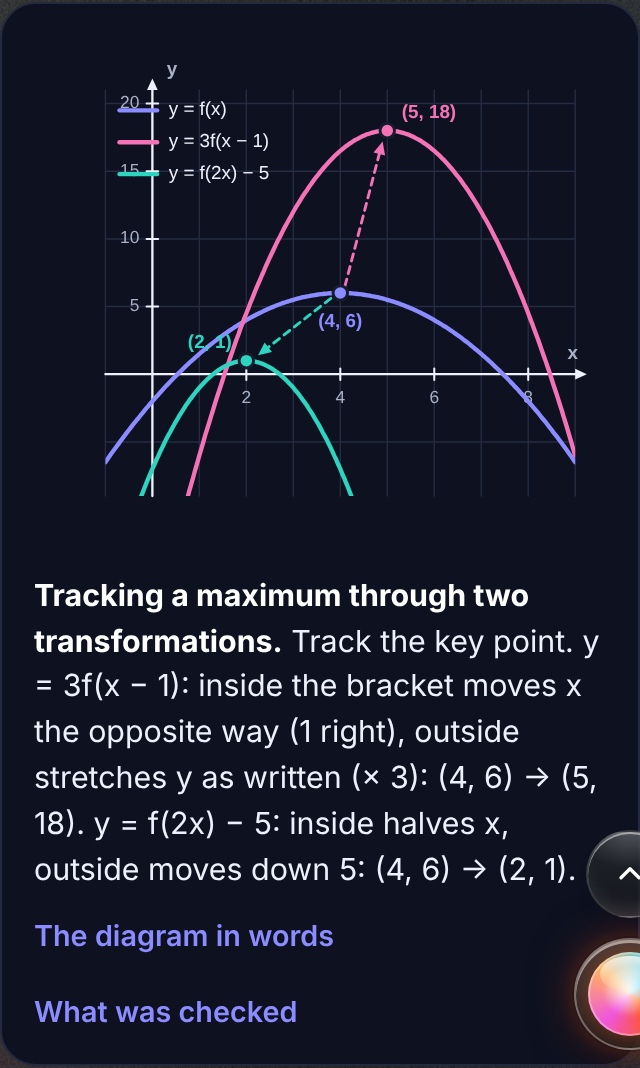 y
20
y = f(x)
(5, 18)
y = 3f(x − 1)
15
y = f(2x) − 5
10
5
(4, 6)
(2, 1)
x
2
4
6
8
Tracking a maximum through two
transformations. Track the key point. y
= 3f(x − 1): inside the bracket moves x
the opposite way (1 right), outside
stretches y as written (× 3): (4, 6) → (5,
18). y = f(2x) − 5: inside halves x,
outside moves down 5: (4, 6) → (2, 1).
The diagram in words
What was checked